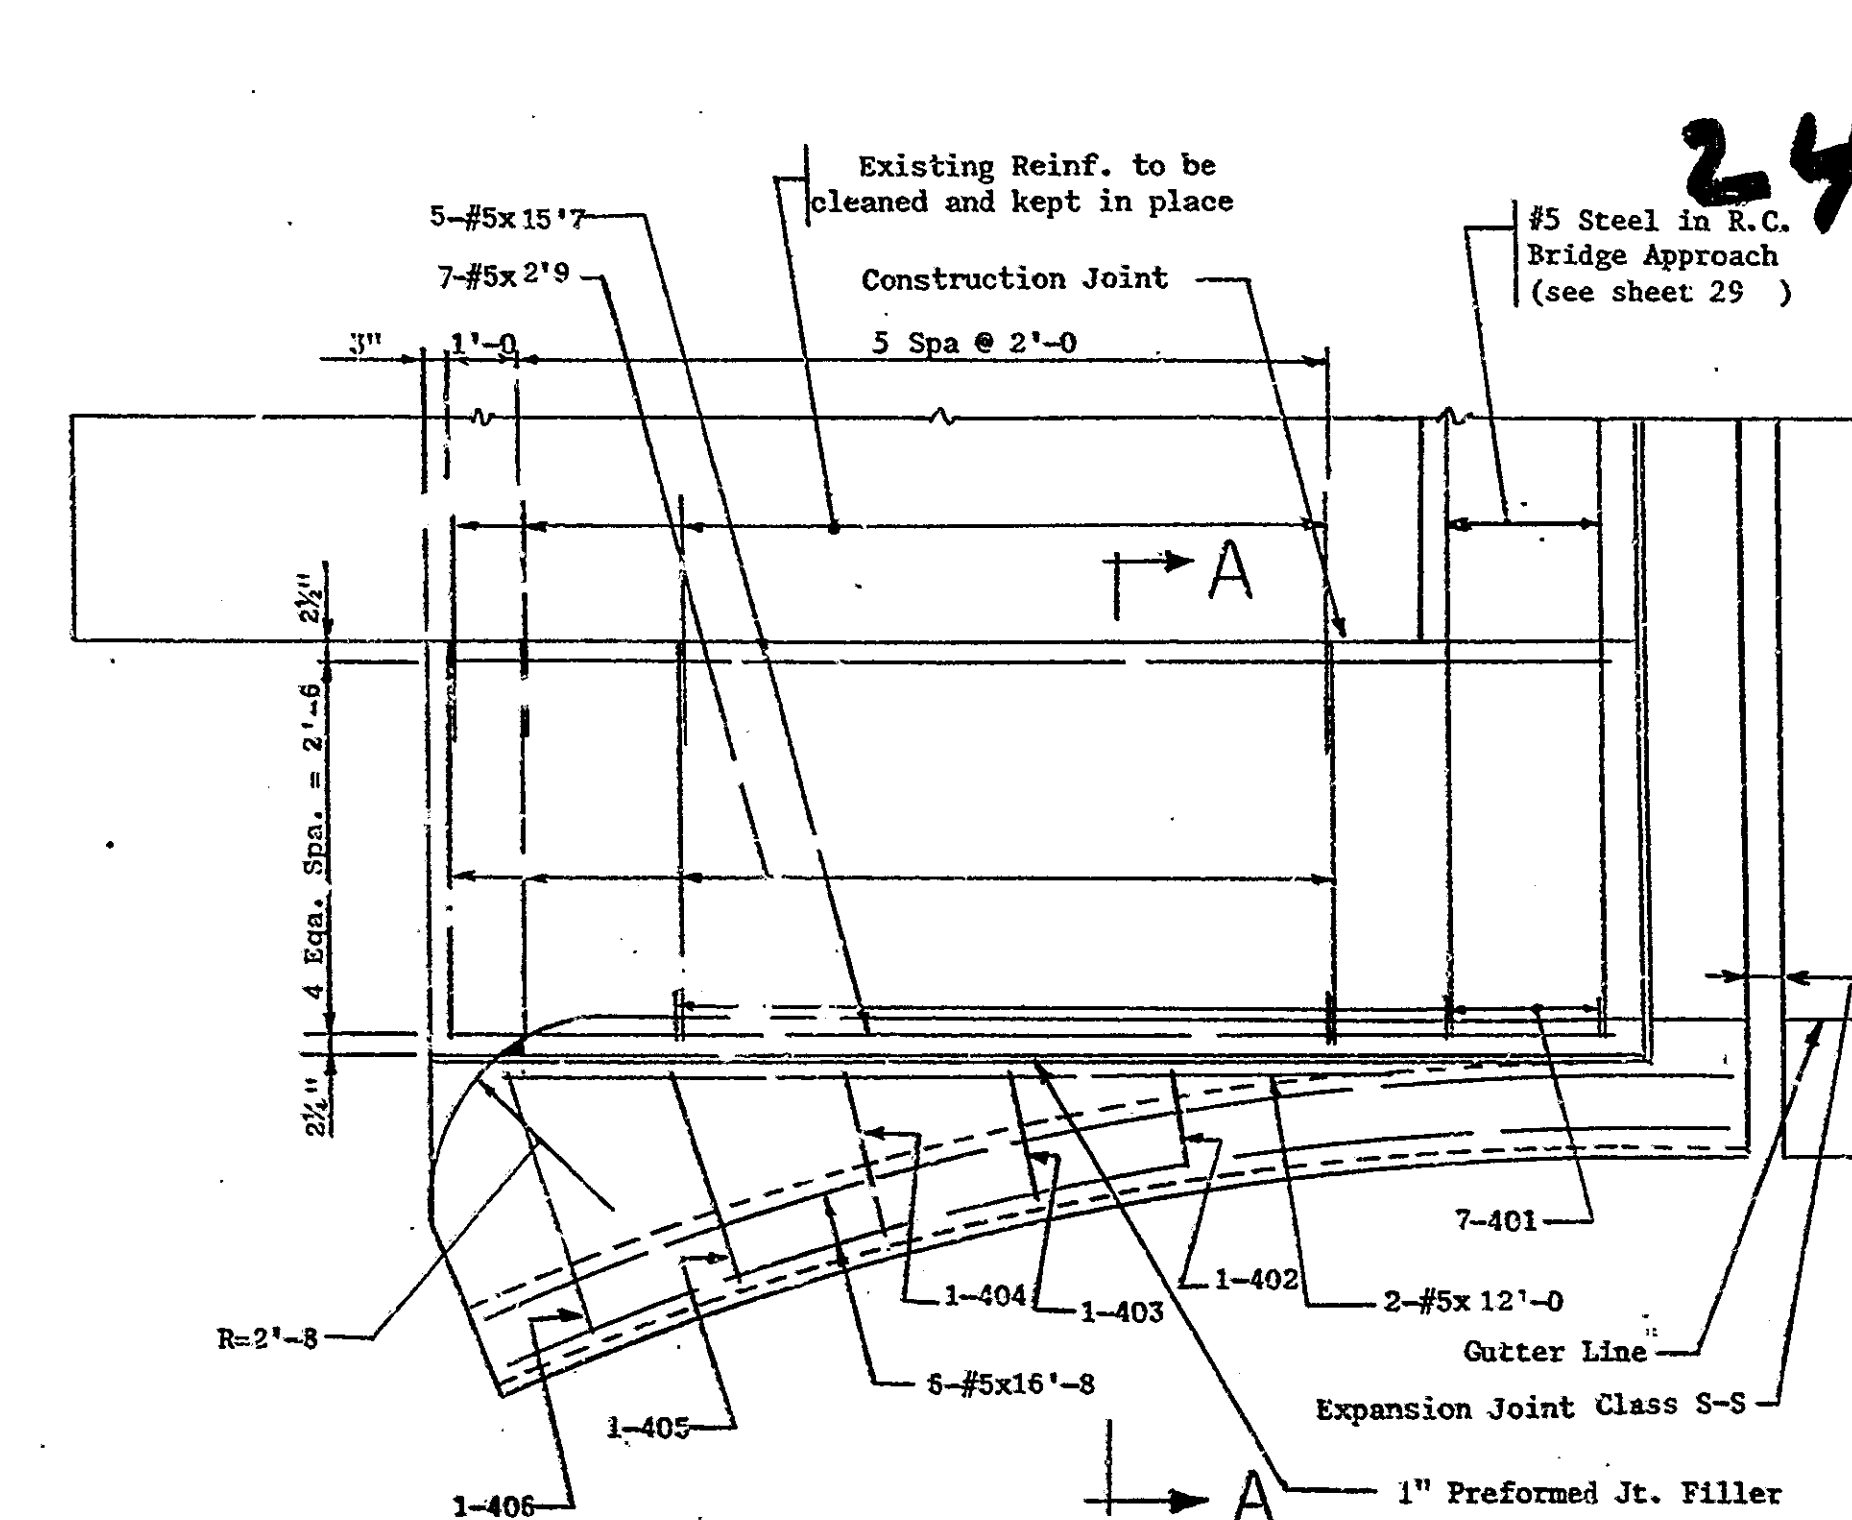 24
Existing Reinf. to be
cleaned and kept in place
5-#5x 15'7
#5 Steel in R.C.
Bridge Approach
(see sheet 29 )
7-#5x 2'9
Construction Joint
3"
1'-0
5 Spa @ 2'-0
A
2½"
4 Eqa. Spa. = 2'-6
2¼"
7-401
1-402
1-404
1-403
2-#5x 12'-0
R=2'-8
Gutter Line
6-#5x16'-8
Expansion Joint Class S-S
1-405
1" Preformed Jt. Filler
1-406
A